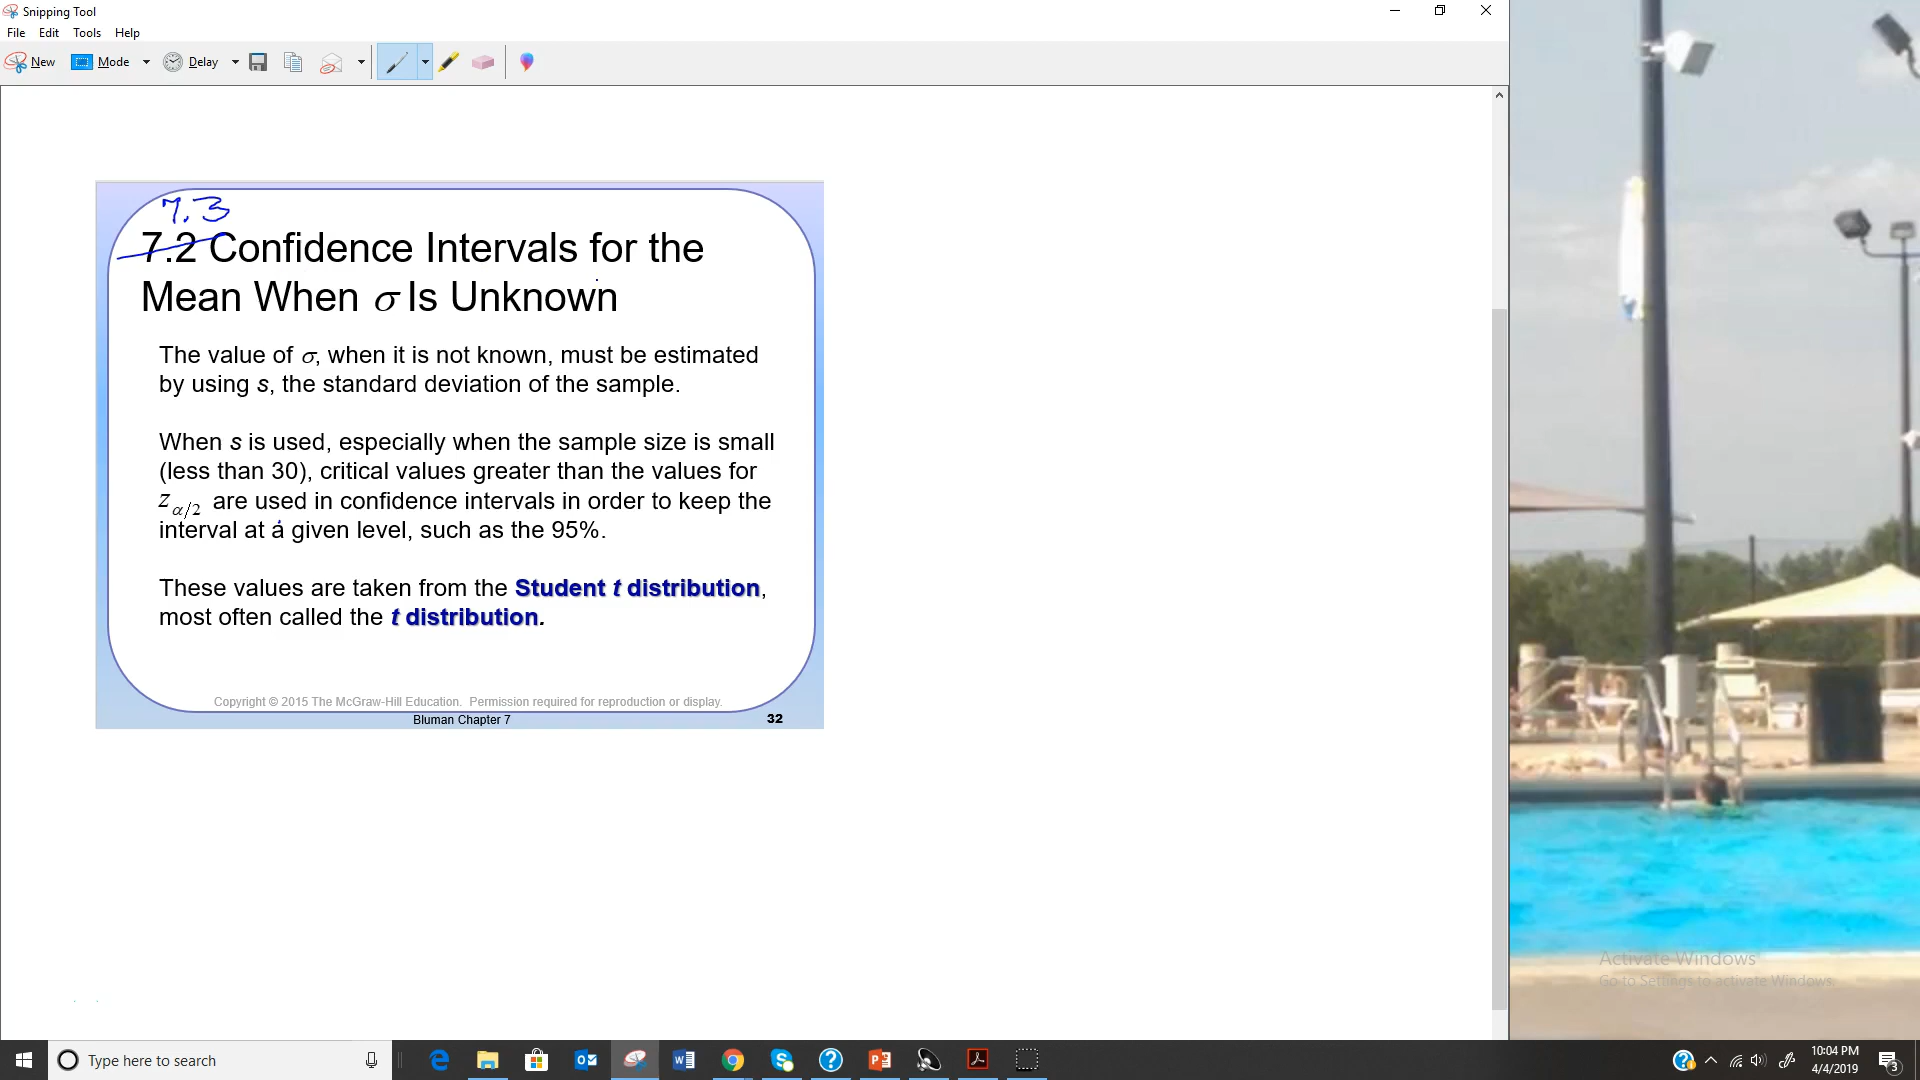 Snipping Tool
File Edit Tools Help
New Mode Delay
7.3
7.2 Confidence Intervals for the
Mean When σ Is Unknown
The value of σ, when it is not known, must be estimated
by using s, the standard deviation of the sample.
When s is used, especially when the sample size is small
(less than 30), critical values greater than the values for
z α/2 are used in confidence intervals in order to keep the
interval at a given level, such as the 95%.
These values are taken from the Student t distribution,
most often called the t distribution.
Copyright © 2015 The McGraw-Hill Education. Permission required for reproduction or display.
Bluman Chapter 7 32
Activate Windows
Go to Settings to activate Windows.
Type here to search
10:04 PM
4/4/2019
3